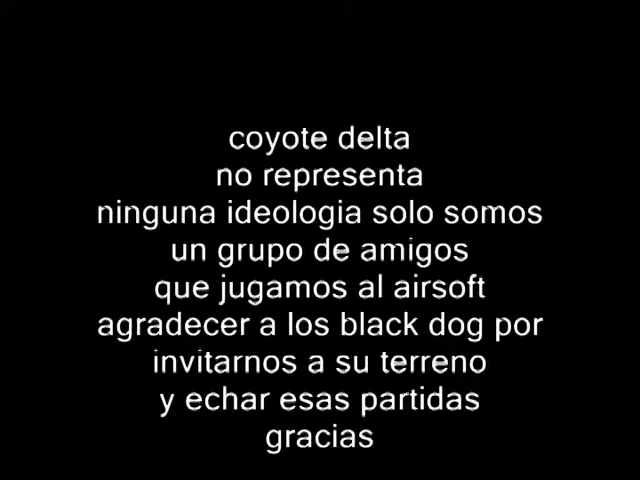 coyote delta
no representa
ninguna ideologia solo somos
un grupo de amigos
que jugamos al airsoft
agradecer a los black dog por
invitarnos a su terreno
y echar esas partidas
gracias